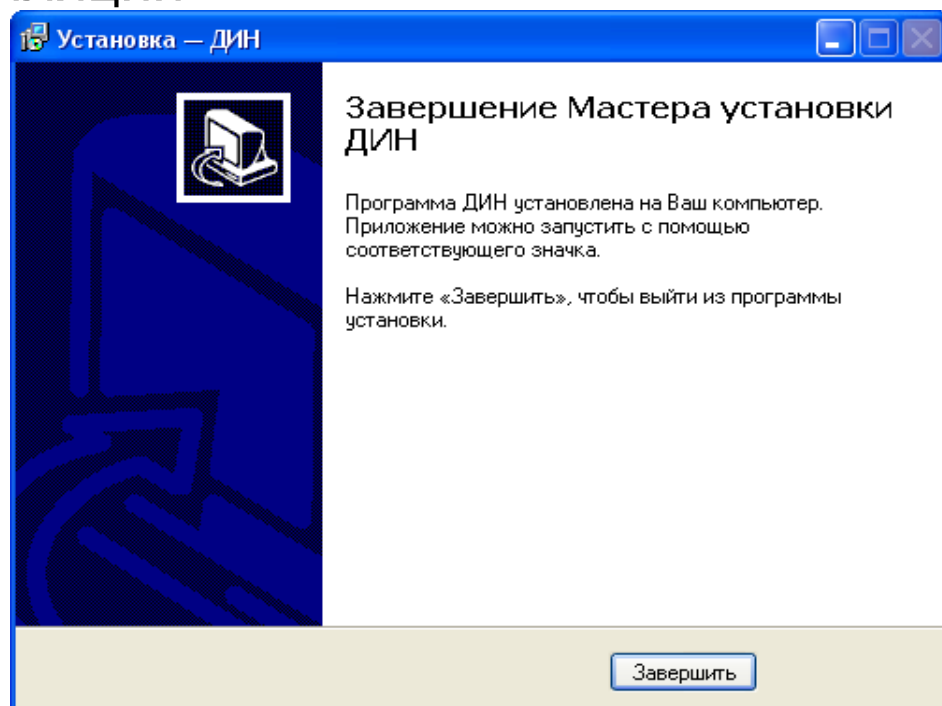 Установка — ДИН
Завершение Мастера установки
ДИН
Программа ДИН установлена на Ваш компьютер.
Приложение можно запустить с помощью
соответствующего значка.
Нажмите «Завершить», чтобы выйти из программы
установки.
Завершить